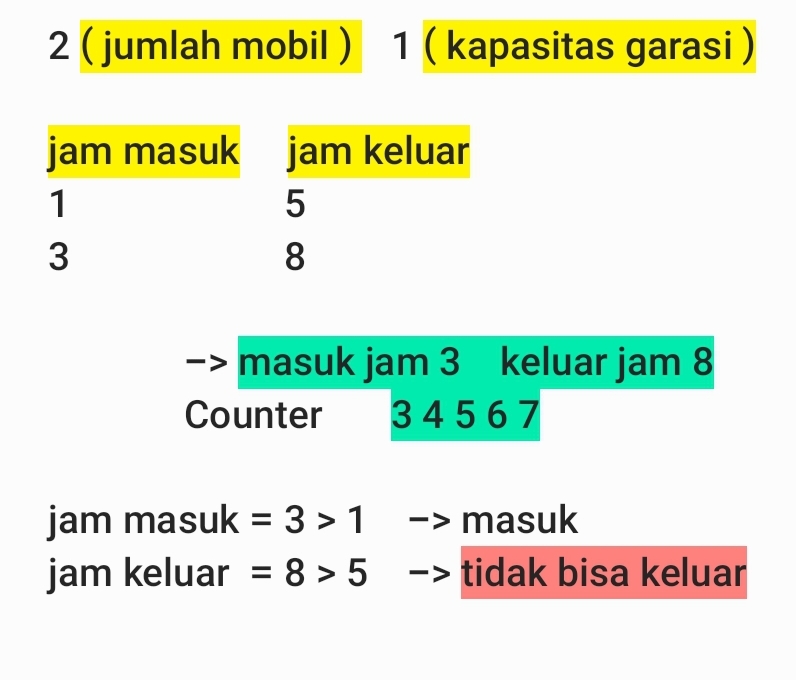 2 ( jumlah mobil ) 1 ( kapasitas garasi )
jam masuk jam keluar
1 5
3 8
–> masuk jam 3 keluar jam 8
Counter 3 4 5 6 7
jam masuk = 3 > 1 –> masuk
jam keluar = 8 > 5 –> tidak bisa keluar